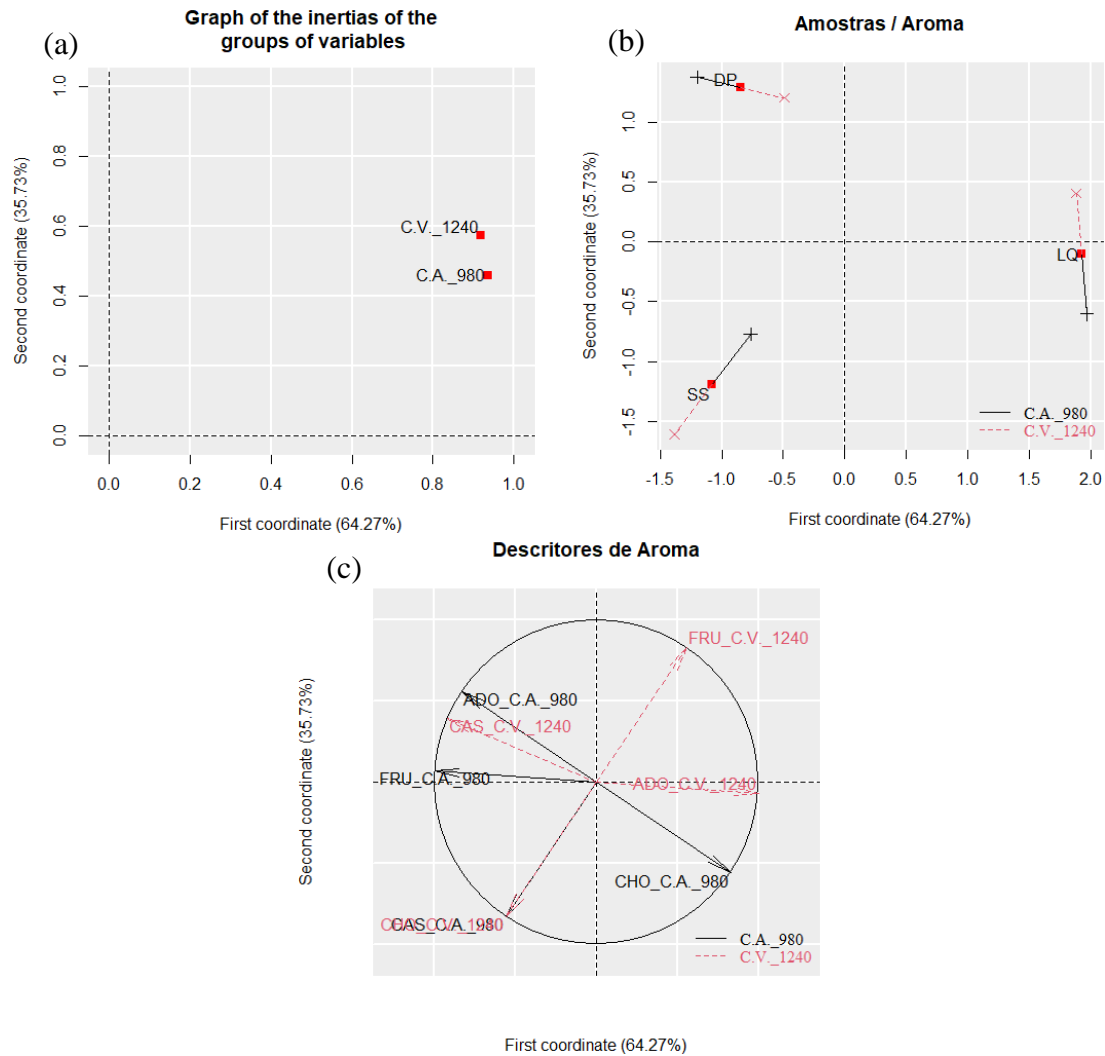 Graph of the inertias of the
groups of variables
(a)
1.0
0.8
0.6
0.4
0.2
0.0
C.V._1240
C.A._980
0.0 0.2 0.4 0.6 0.8 1.0
Second coordinate (35.73%)
First coordinate (64.27%)
Amostras / Aroma
(b)
DP
LQ
SS
1.0
0.5
0.0
-0.5
-1.0
-1.5
C.A._980
C.V._1240
-1.5 -1.0 -0.5 0.0 0.5 1.0 1.5 2.0
Second coordinate (35.73%)
First coordinate (64.27%)
Descritores de Aroma
(c)
FRU_C.V._1240
ADO_C.A._980
CAS_C.V._1240
FRU_C.A._980
ADO_C.V._1240
CHO_C.A._980
CHO_C.V._1240
CAS_C.A._980
C.A._980
C.V._1240
Second coordinate (35.73%)
First coordinate (64.27%)